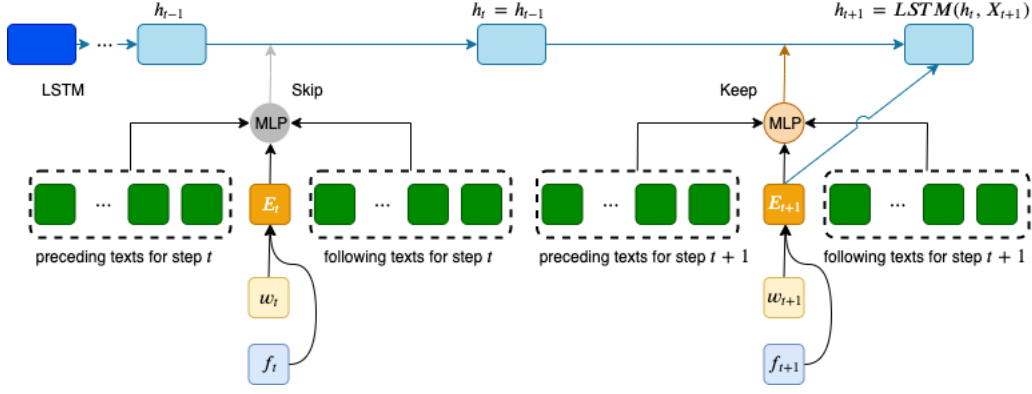 h_{t−1}
h_t = h_{t−1}
h_{t+1} = LSTM(h_t, X_{t+1})
...
LSTM
Skip
Keep
MLP
MLP
...
E_t
...
...
E_{t+1}
...
preceding texts for step t
following texts for step t
preceding texts for step t + 1
following texts for step t + 1
w_t
w_{t+1}
f_t
f_{t+1}